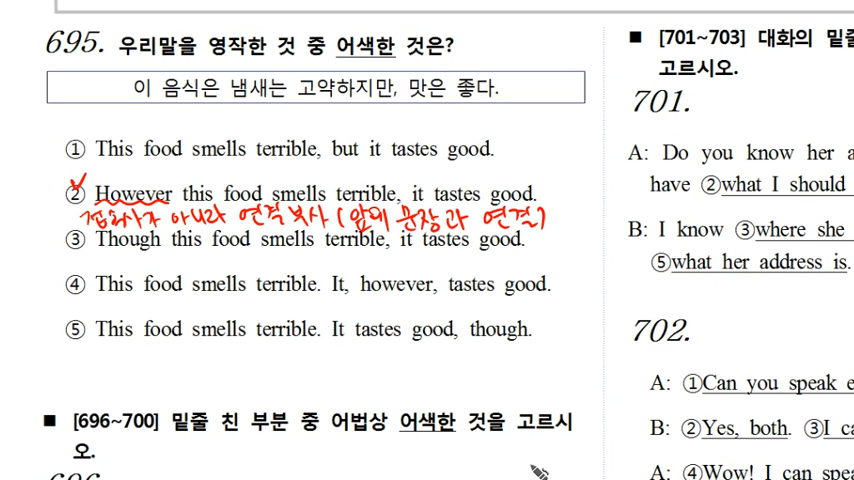 695. 우리말을 영작한 것 중 어색한 것은?
이 음식은 냄새는 고약하지만, 맛은 좋다.
① This food smells terrible, but it tastes good.
② However this food smells terrible, it tastes good.
접속사가 아니라 연결 부사 (앞의 문장과 연결)
③ Though this food smells terrible, it tastes good.
④ This food smells terrible. It, however, tastes good.
⑤ This food smells terrible. It tastes good, though.
■ [696~700] 밑줄 친 부분 중 어법상 어색한 것을 고르시
오.
■ [701~703] 대화의 밑줄
고르시오.
701.
A: Do you know her a
have ②what I should
B: I know ③where she
⑤what her address is.
702.
A: ①Can you speak e
B: ②Yes, both. ③I ca
A: ④Wow! I can spea